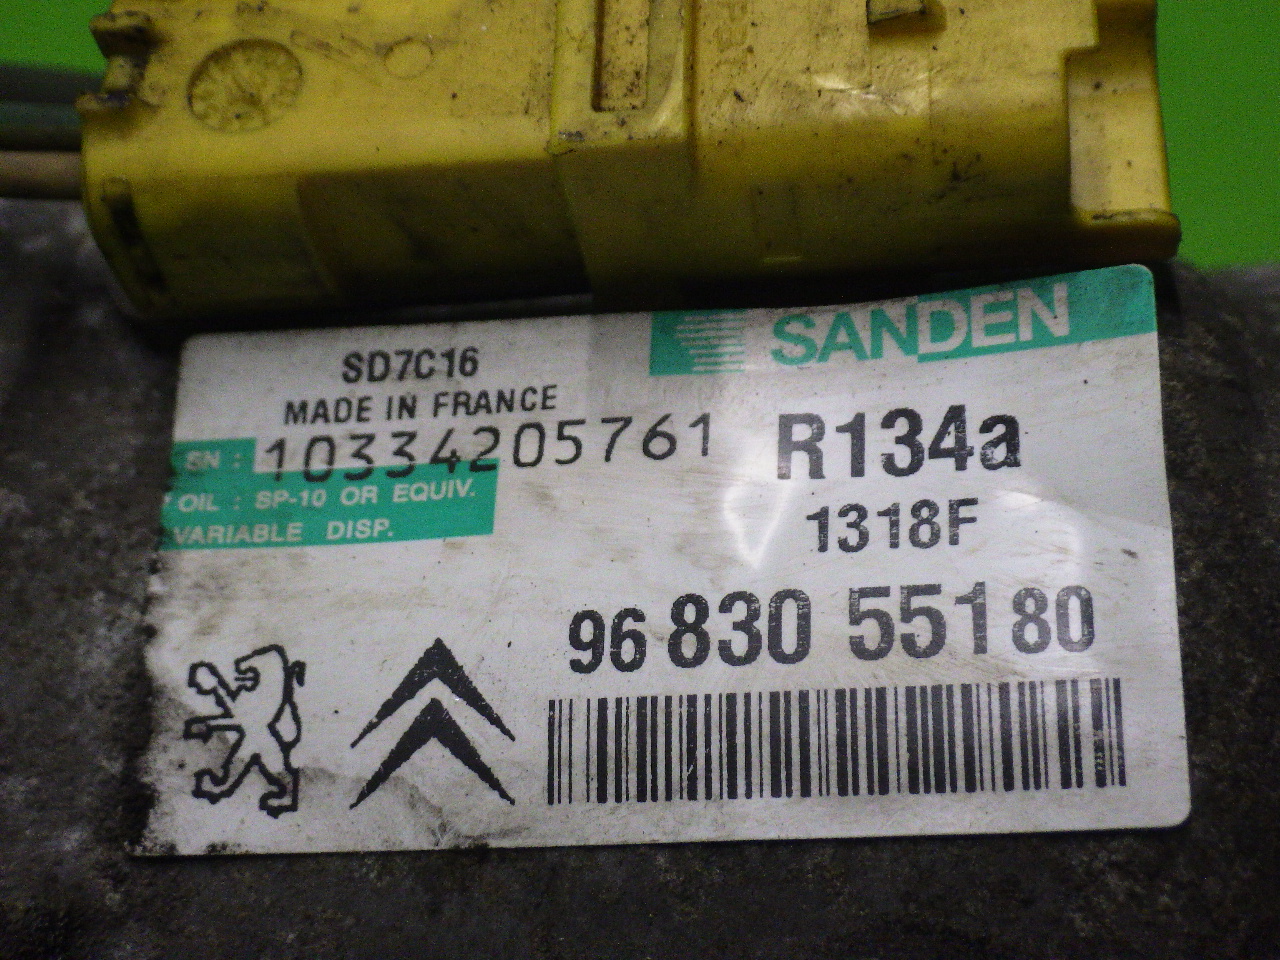 SANDEN
SD7C16
MADE IN FRANCE
SN : 10334205761
R134a
OIL : SP-10 OR EQUIV.
VARIABLE DISP.
1318F
96 830 551 80